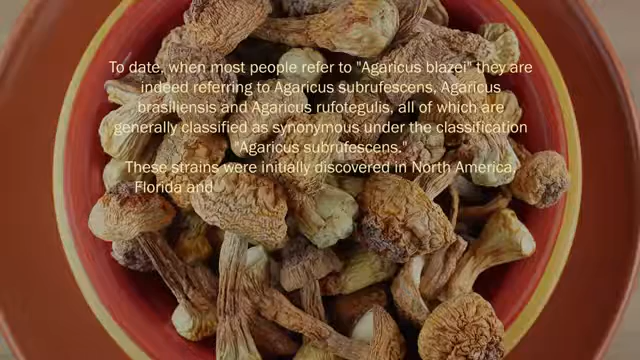 To date, when most people refer to "Agaricus blazei" they are
indeed referring to Agaricus subrufescens, Agaricus
brasiliensis and Agaricus rufotegulis, all of which are
generally classified as synonymous under the classification
"Agaricus subrufescens."
These strains were initially discovered in North America,
Florida and